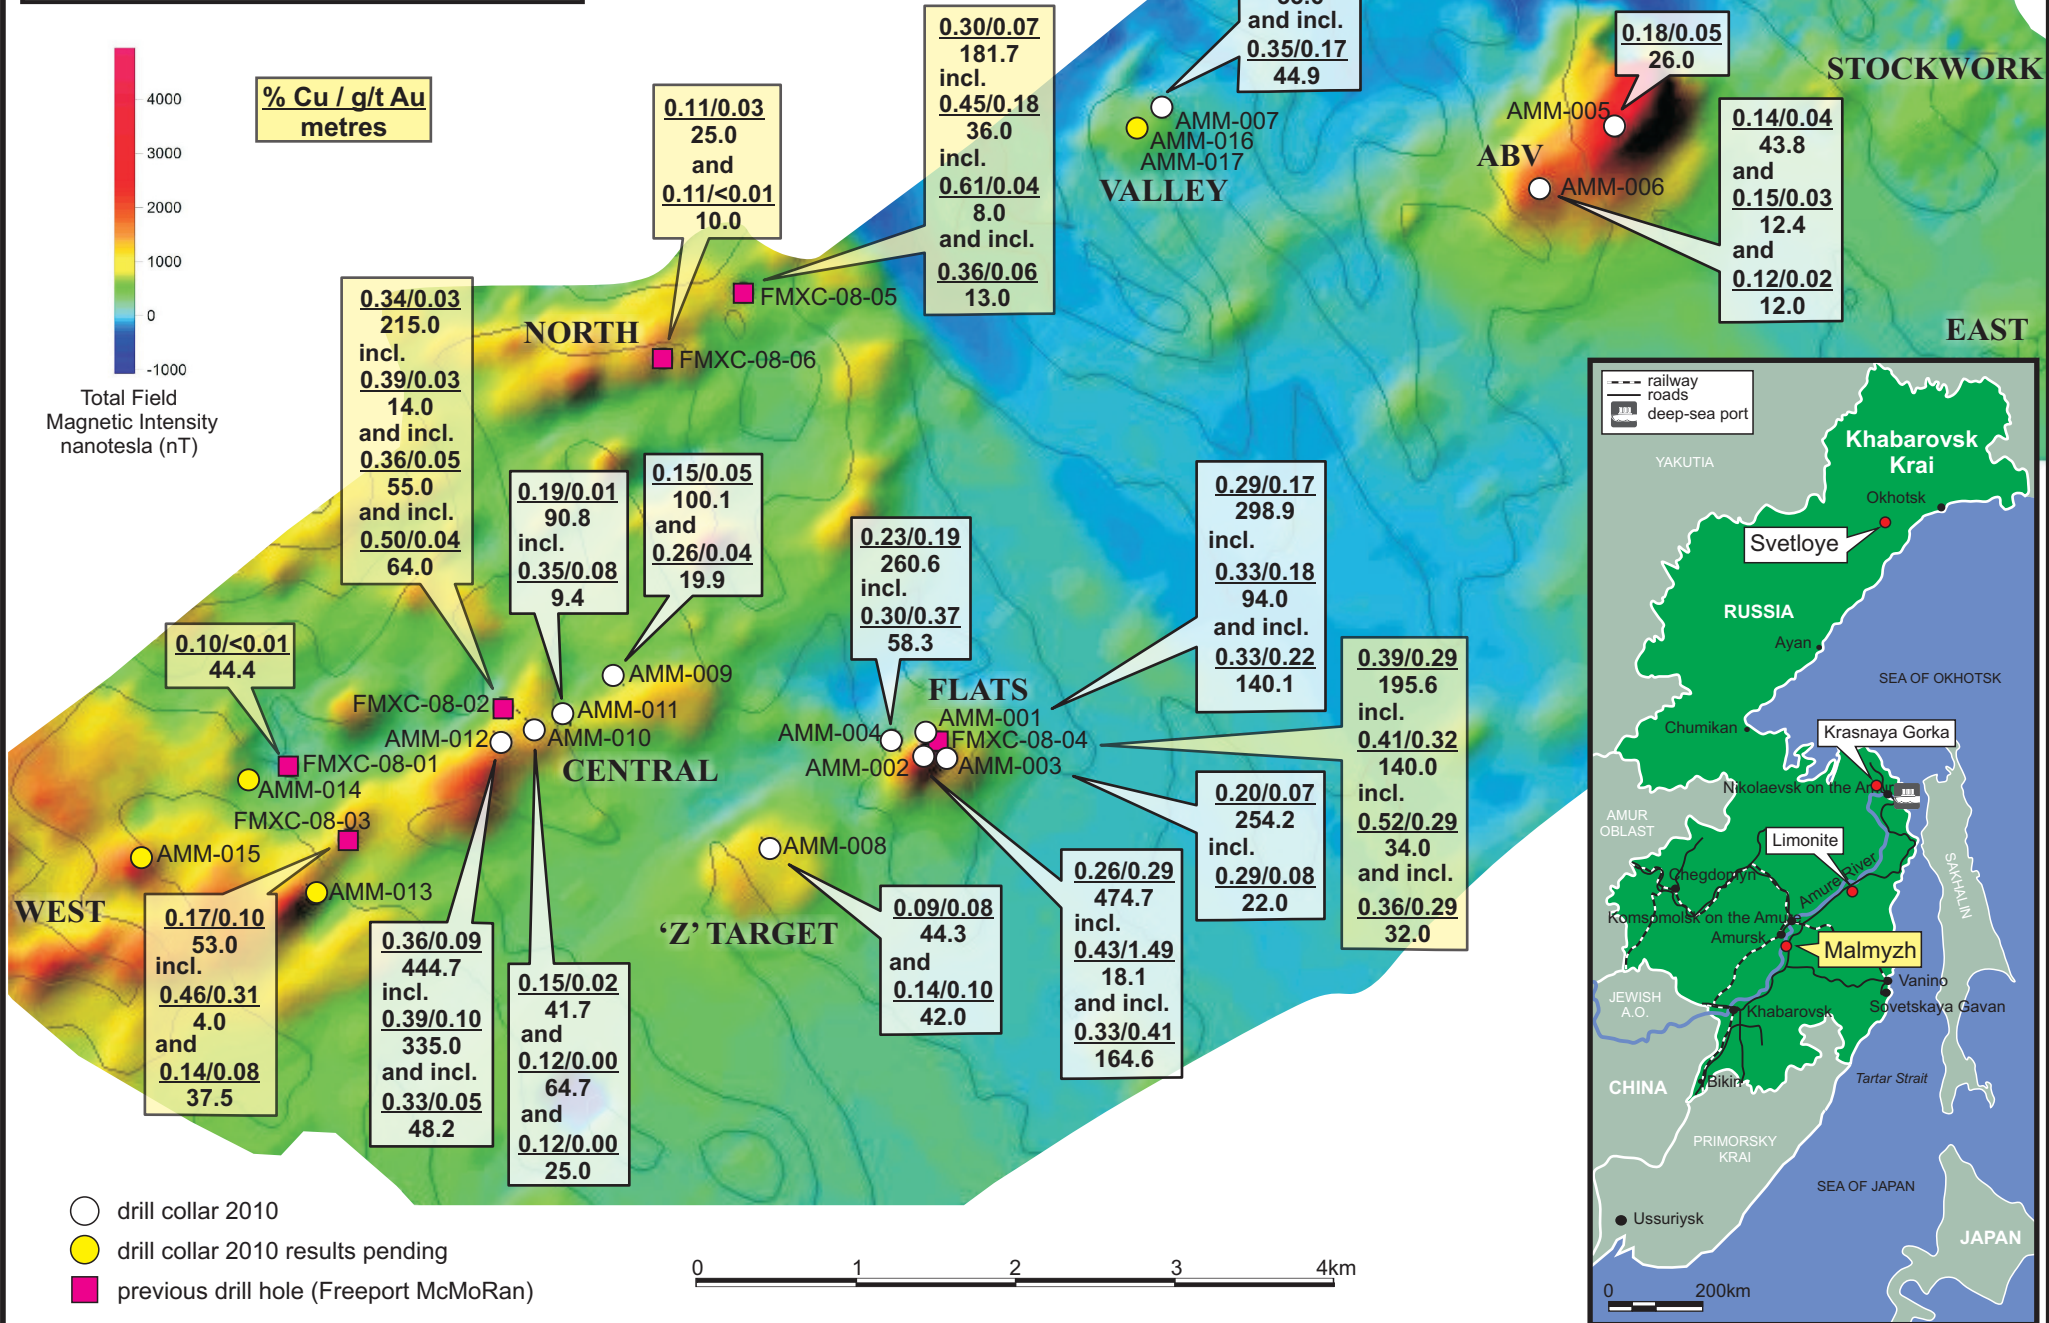 4000
3000
2000
1000
0
-1000
Total Field
Magnetic Intensity
nanotesla (nT)
% Cu / g/t Au
metres
0.11/0.03
25.0
and
0.11/<0.01
10.0
0.30/0.07
181.7
incl.
0.45/0.18
36.0
incl.
0.61/0.04
8.0
and incl.
0.36/0.06
13.0
and incl.
0.35/0.17
44.9
AMM-007
AMM-016
AMM-017
VALLEY
0.18/0.05
26.0
STOCKWORK
AMM-005
ABV
AMM-006
0.14/0.04
43.8
and
0.15/0.03
12.4
and
0.12/0.02
12.0
EAST
FMXC-08-05
NORTH
FMXC-08-06
0.34/0.03
215.0
incl.
0.39/0.03
14.0
and incl.
0.36/0.05
55.0
and incl.
0.50/0.04
64.0
0.19/0.01
90.8
incl.
0.35/0.08
9.4
0.15/0.05
100.1
and
0.26/0.04
19.9
0.23/0.19
260.6
incl.
0.30/0.37
58.3
0.29/0.17
298.9
incl.
0.33/0.18
94.0
and incl.
0.33/0.22
140.1
0.39/0.29
195.6
incl.
0.41/0.32
140.0
incl.
0.52/0.29
34.0
and incl.
0.36/0.29
32.0
0.10/<0.01
44.4
AMM-009
FMXC-08-02
AMM-011
AMM-012
AMM-010
CENTRAL
FMXC-08-01
AMM-014
FMXC-08-03
AMM-015
AMM-013
WEST
FLATS
AMM-001
AMM-004
FMXC-08-04
AMM-002
AMM-003
AMM-008
'Z' TARGET
0.20/0.07
254.2
incl.
0.29/0.08
22.0
0.26/0.29
474.7
incl.
0.43/1.49
18.1
and incl.
0.33/0.41
164.6
0.09/0.08
44.3
and
0.14/0.10
42.0
0.17/0.10
53.0
incl.
0.46/0.31
4.0
and
0.14/0.08
37.5
0.36/0.09
444.7
incl.
0.39/0.10
335.0
and incl.
0.33/0.05
48.2
0.15/0.02
41.7
and
0.12/0.00
64.7
and
0.12/0.00
25.0
drill collar 2010
drill collar 2010 results pending
previous drill hole (Freeport McMoRan)
0 1 2 3 4km
railway
roads
deep-sea port
YAKUTIA
Khabarovsk
Krai
Okhotsk
Svetloye
RUSSIA
Ayan
SEA OF OKHOTSK
Chumikan
Krasnaya Gorka
Nikolaevsk on the Amur
AMUR
OBLAST
Limonite
SAKHALIN
Chegdomyn
Amure River
Komsomolsk on the Amure
Amursk
Malmyzh
Vanino
Sovetskaya Gavan
JEWISH
A.O.
Khabarovsk
Bikin
CHINA
Tartar Strait
PRIMORSKY
KRAI
SEA OF JAPAN
Ussuriysk
JAPAN
0 200km